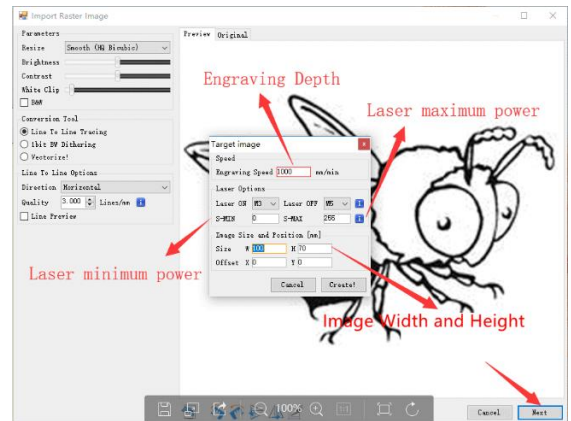 Import Raster Image
Parameters
Resize Smooth (HQ Bicubic)
Brightness
Contrast
White Clip
B&W
Conversion Tool
Line To Line Tracing
1bit BW Dithering
Vectorize!
Line To Line Options
Direction Horizontal
Quality 3.000 Lines/mm
Line Preview
Preview Original
Engraving Depth
Laser maximum power
Target image
Speed
Engraving Speed 1000 mm/min
Laser Options
Laser ON M3 Laser OFF M5
S-MIN 0 S-MAX 255
Image Size and Position [mm]
Size W 100 H 70
Offset X 0 Y 0
Cancel Create!
Laser minimum power
Image Width and Height
100%
1:1
Cancel Next